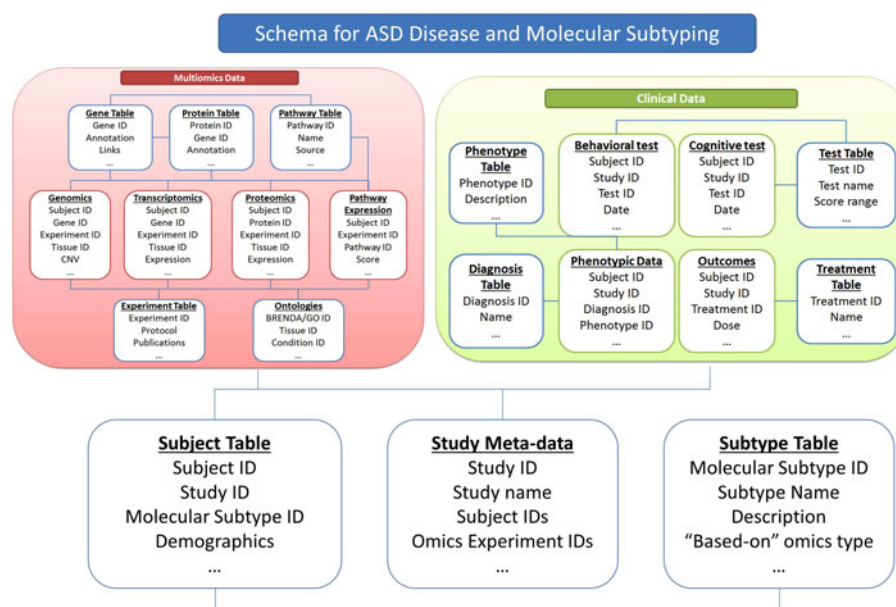 Schema for ASD Disease and Molecular Subtyping
Multiomics Data
Gene Table
Gene ID
Annotation
Links
...
Protein Table
Protein ID
Gene ID
Annotation
...
Pathway Table
Pathway ID
Name
Source
...
Genomics
Subject ID
Gene ID
Experiment ID
Tissue ID
CNV
...
Transcriptomics
Subject ID
Gene ID
Experiment ID
Tissue ID
Expression
...
Proteomics
Subject ID
Protein ID
Experiment ID
Tissue ID
Expression
...
Pathway
Expression
Subject ID
Experiment ID
Pathway ID
Score
...
Experiment Table
Experiment ID
Protocol
Publications
...
Ontologies
BRENDA/GO ID
Tissue ID
Condition ID
...
Clinical Data
Phenotype
Table
Phenotype ID
Description
...
Behavioral test
Subject ID
Study ID
Test ID
Date
...
Cognitive test
Subject ID
Study ID
Test ID
Date
...
Test Table
Test ID
Test name
Score range
...
Diagnosis
Table
Diagnosis ID
Name
...
Phenotypic Data
Subject ID
Study ID
Diagnosis ID
Phenotype ID
...
Outcomes
Subject ID
Study ID
Treatment ID
Dose
...
Treatment
Table
Treatment ID
Name
...
Subject Table
Subject ID
Study ID
Molecular Subtype ID
Demographics
...
Study Meta-data
Study ID
Study name
Subject IDs
Omics Experiment IDs
...
Subtype Table
Molecular Subtype ID
Subtype Name
Description
“Based-on” omics type
...